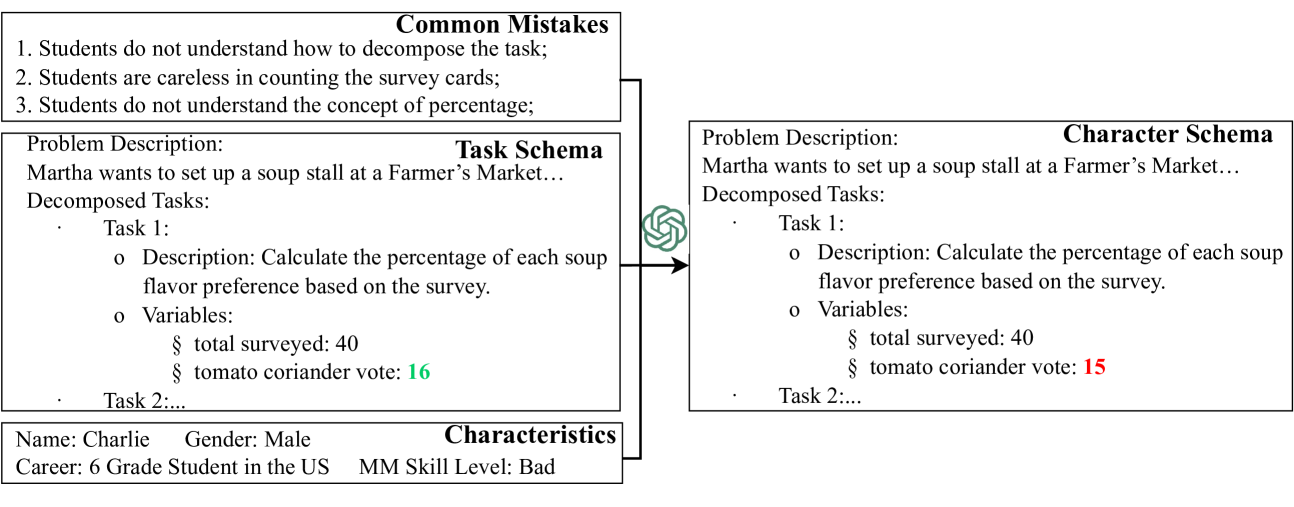 Common Mistakes
1. Students do not understand how to decompose the task;
2. Students are careless in counting the survey cards;
3. Students do not understand the concept of percentage;
Task Schema
Problem Description:
Martha wants to set up a soup stall at a Farmer’s Market…
Decomposed Tasks:
· Task 1:
o Description: Calculate the percentage of each soup
flavor preference based on the survey.
o Variables:
§ total surveyed: 40
§ tomato coriander vote: 16
· Task 2:...
Characteristics
Name: Charlie Gender: Male
Career: 6 Grade Student in the US MM Skill Level: Bad
Character Schema
Problem Description:
Martha wants to set up a soup stall at a Farmer’s Market…
Decomposed Tasks:
· Task 1:
o Description: Calculate the percentage of each soup
flavor preference based on the survey.
o Variables:
§ total surveyed: 40
§ tomato coriander vote: 15
· Task 2:...